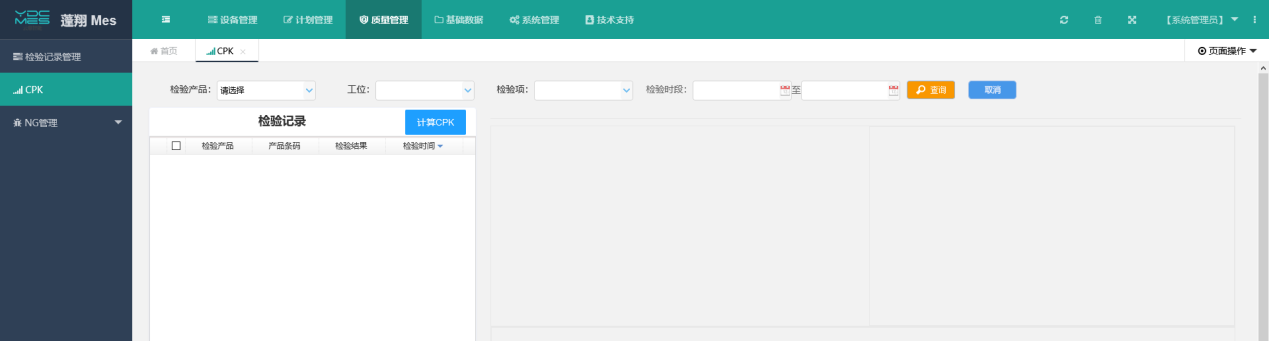 YDC MES 蓬翔 Mes 设备管理 计划管理 质量管理 基础数据 系统管理 技术支持 【系统管理员】
检验记录管理 首页 CPK 页面操作
CPK 检验产品: 请选择 工位: 检验项: 检验时段: 至 查询 取消
NG管理 检验记录 计算CPK
检验产品 产品条码 检验结果 检验时间